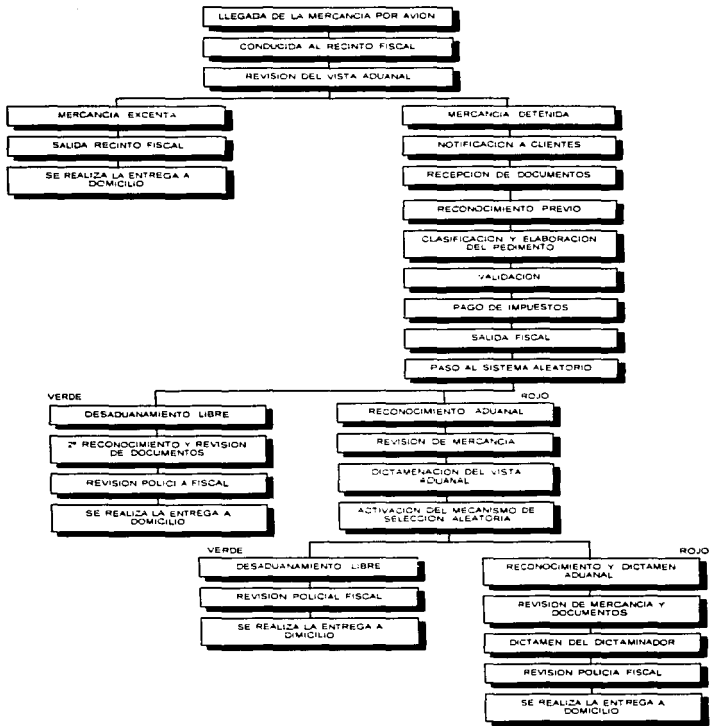 LLEGADA DE LA MERCANCIA POR AVION
CONDUCIDA AL RECINTO FISCAL
REVISION DEL VISTA ADUANAL
MERCANCIA EXCENTA
SALIDA RECINTO FISCAL
SE REALIZA LA ENTREGA A
DOMICILIO
MERCANCIA DETENIDA
NOTIFICACION A CLIENTES
RECEPCION DE DOCUMENTOS
RECONOCIMIENTO PREVIO
CLASIFICACION Y ELABORACION
DEL PEDIMENTO
VALIDACION
PAGO DE IMPUESTOS
SALIDA FISCAL
PASO AL SISTEMA ALEATORIO
VERDE
DESADUANAMIENTO LIBRE
2º RECONOCIMIENTO Y REVISION
DE DOCUMENTOS
REVISION POLICIA FISCAL
SE REALIZA LA ENTREGA A
DOMICILIO
ROJO
RECONOCIMIENTO ADUANAL
REVISION DE MERCANCIA
DICTAMENACION DEL VISTA
ADUANAL
ACTIVACION DEL MECANISMO DE
SELECCION ALEATORIA
VERDE
DESADUANAMIENTO LIBRE
REVISION POLICIAL FISCAL
SE REALIZA LA ENTREGA A
DIMICILIO
ROJO
RECONOCIMIENTO Y DICTAMEN
ADUANAL
REVISION DE MERCANCIA Y
DOCUMENTOS
DICTAMEN DEL DICTAMINADOR
REVISION POLICIA FISCAL
SE REALIZA LA ENTREGA A
DOMICILIO